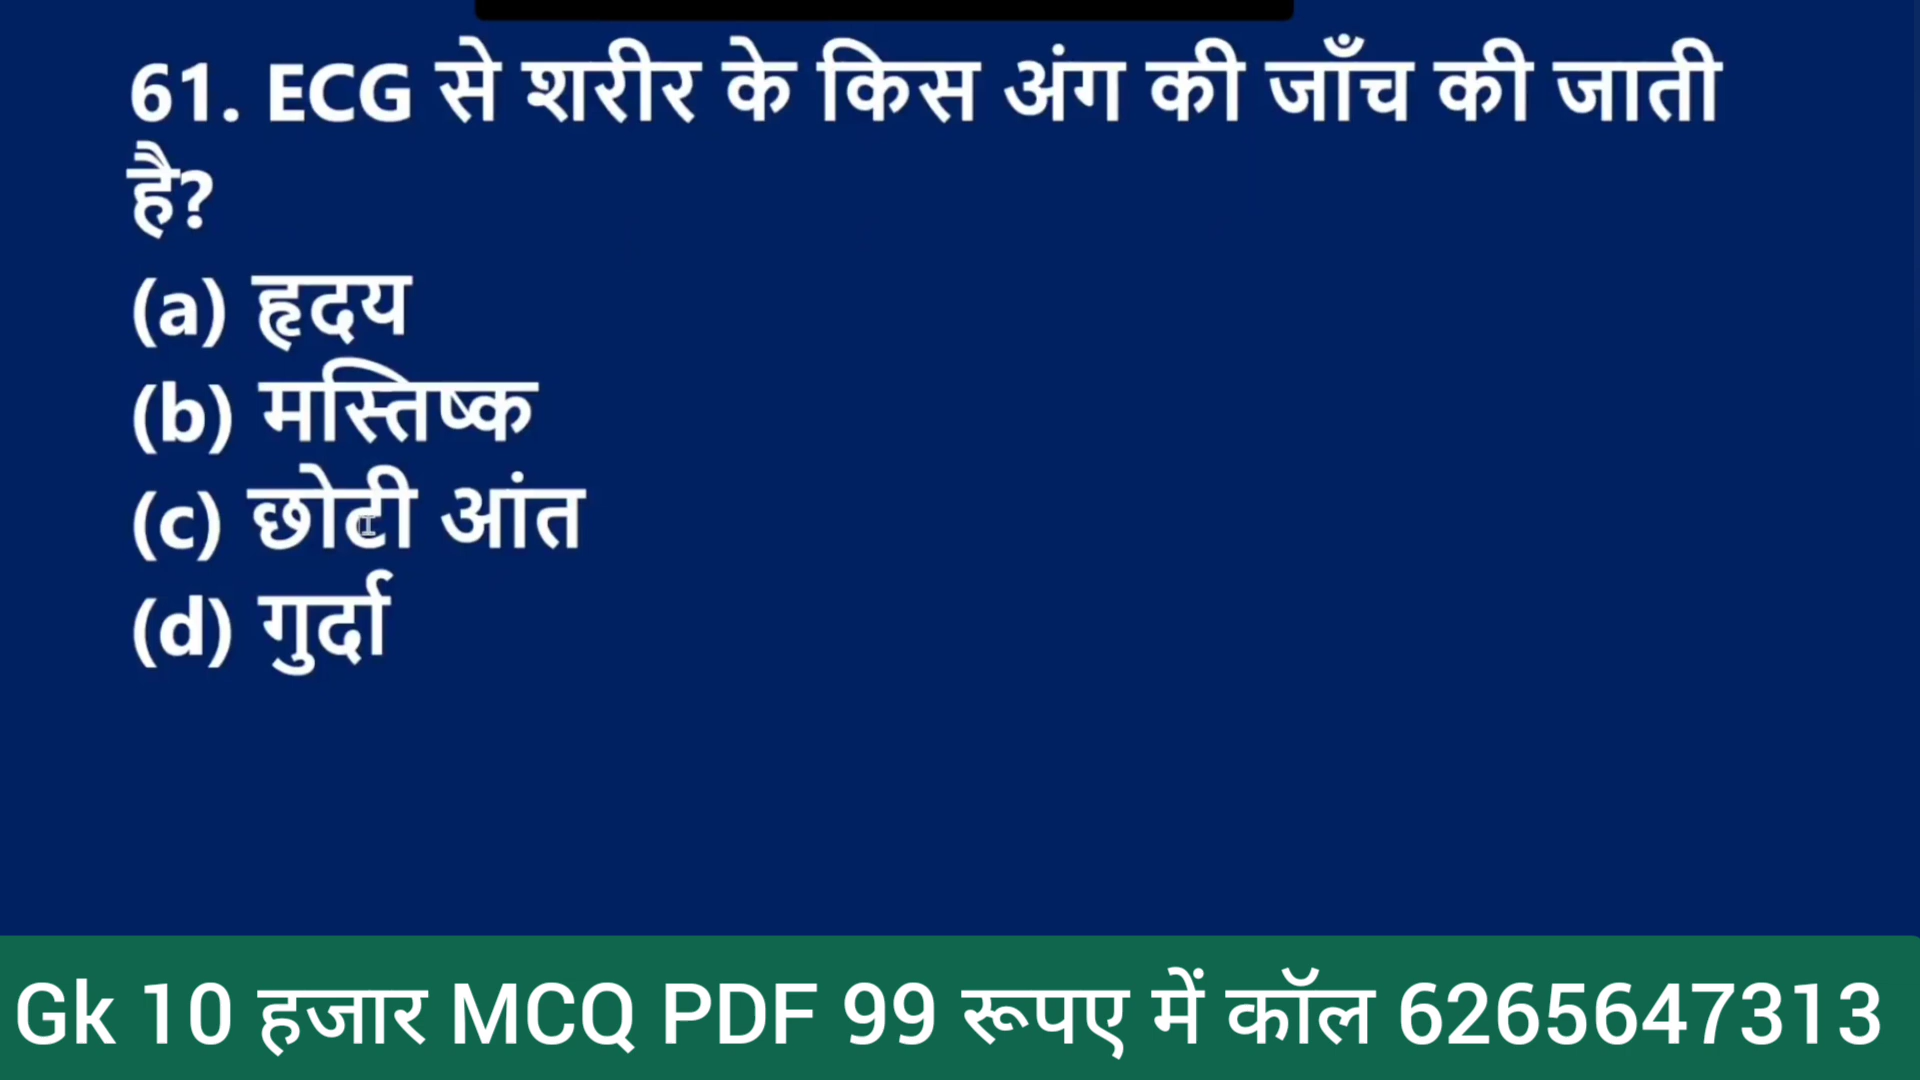 61. ECG से शरीर के किस अंग की जाँच की जाती
है?
(a) हृदय
(b) मस्तिष्क
(c) छोटी आंत
(d) गुर्दा
Gk 10 हजार MCQ PDF 99 रूपए में कॉल 6265647313